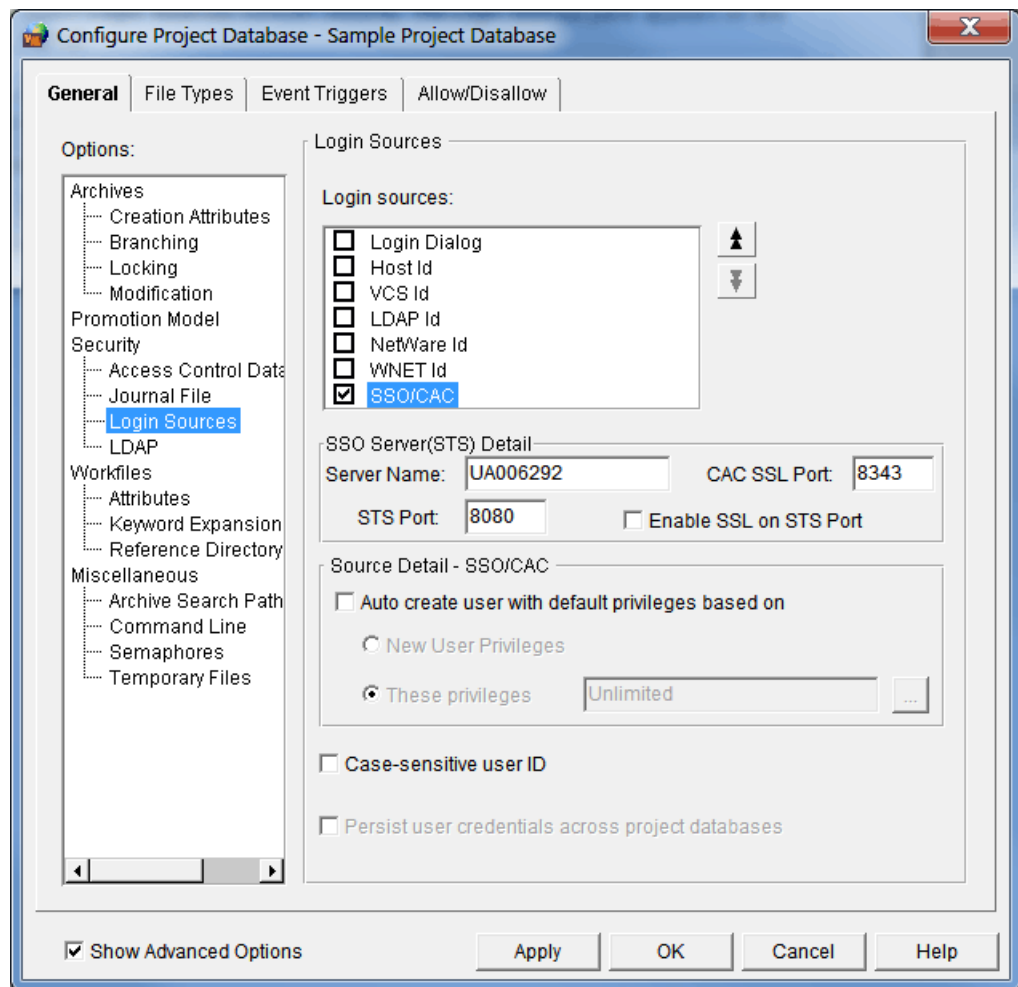 Configure Project Database - Sample Project Database
X
General File Types Event Triggers Allow/Disallow
Options:
Archives
Creation Attributes
Branching
Locking
Modification
Promotion Model
Security
Access Control Data
Journal File
Login Sources
LDAP
Workfiles
Attributes
Keyword Expansion
Reference Directory
Miscellaneous
Archive Search Path
Command Line
Semaphores
Temporary Files
Login Sources
Login sources:
Login Dialog
Host Id
VCS Id
LDAP Id
NetWare Id
WNET Id
SSO/CAC
SSO Server(STS) Detail
Server Name: UA006292 CAC SSL Port: 8343
STS Port: 8080 Enable SSL on STS Port
Source Detail - SSO/CAC
Auto create user with default privileges based on
New User Privileges
These privileges Unlimited ...
Case-sensitive user ID
Persist user credentials across project databases
Show Advanced Options Apply OK Cancel Help